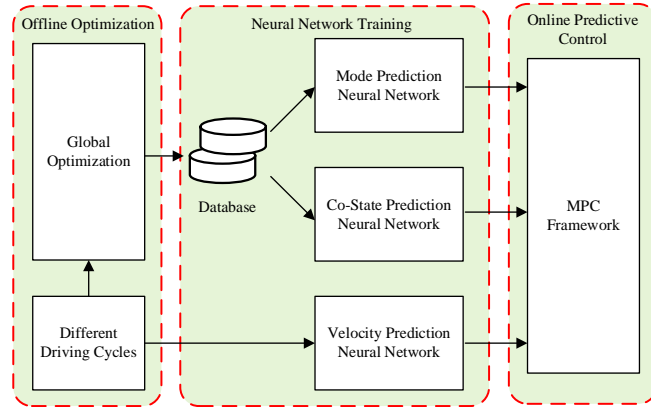 Offline Optimization
Global
Optimization
Different
Driving Cycles
Neural Network Training
Database
Mode Prediction
Neural Network
Co-State Prediction
Neural Network
Velocity Prediction
Neural Network
Online Predictive
Control
MPC
Framework